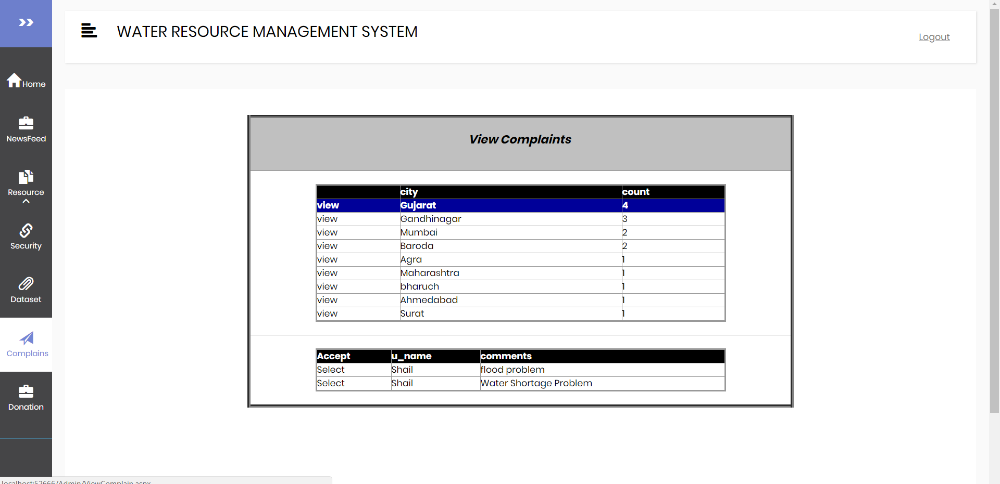 WATER RESOURCE MANAGEMENT SYSTEM
Logout
Home
NewsFeed
Resource
Security
Dataset
Complains
Donation
View Complaints
city count
view Gujarat 4
view Gandhinagar 3
view Mumbai 2
view Baroda 2
view Agra 1
view Maharashtra 1
view bharuch 1
view Ahmedabad 1
view Surat 1
Accept u_name comments
Select Shail flood problem
Select Shail Water Shortage Problem
localhost:52666/Admin/ViewComplain.aspx